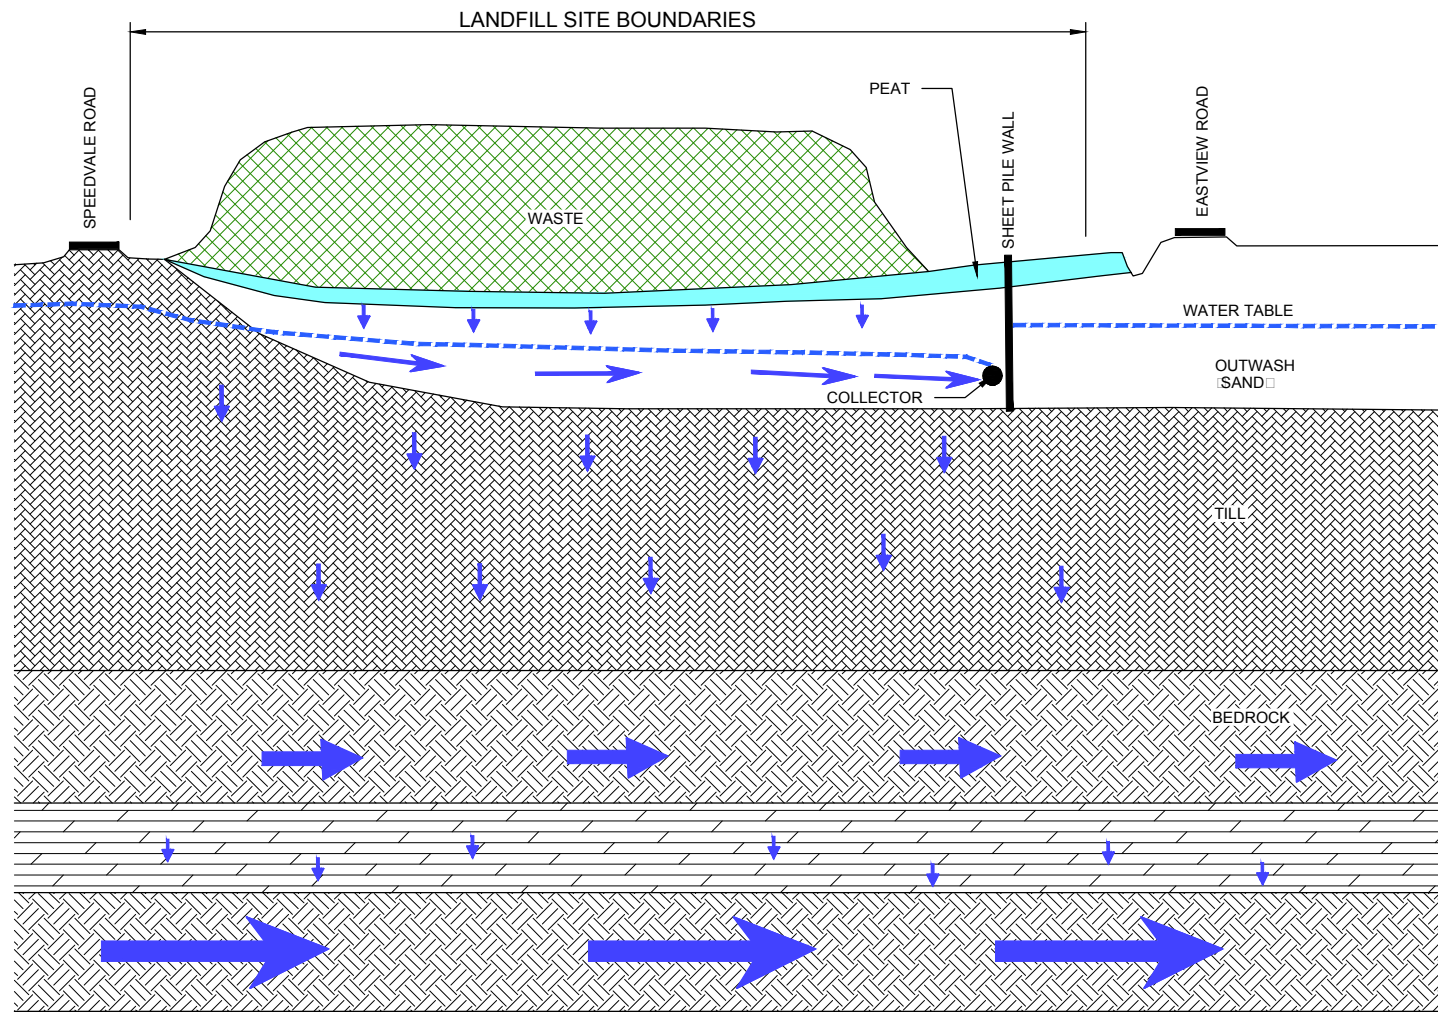 LANDFILL SITE BOUNDARIES
PEAT
SPEEDVALE ROAD
SHEET PILE WALL
EASTVIEW ROAD
WASTE
WATER TABLE
OUTWASH
SAND
COLLECTOR
TILL
BEDROCK